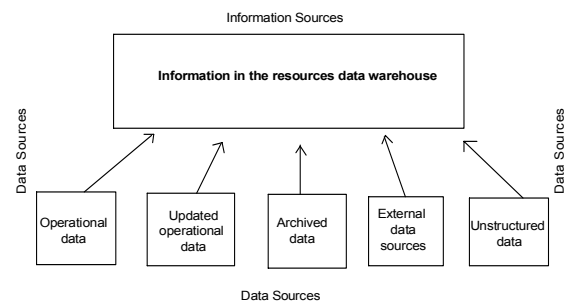 Information Sources
Information in the resources data warehouse
Data Sources
Data Sources
Operational
data
Updated
operational
data
Archived
data
External
data
sources
Unstructured
data
Data Sources